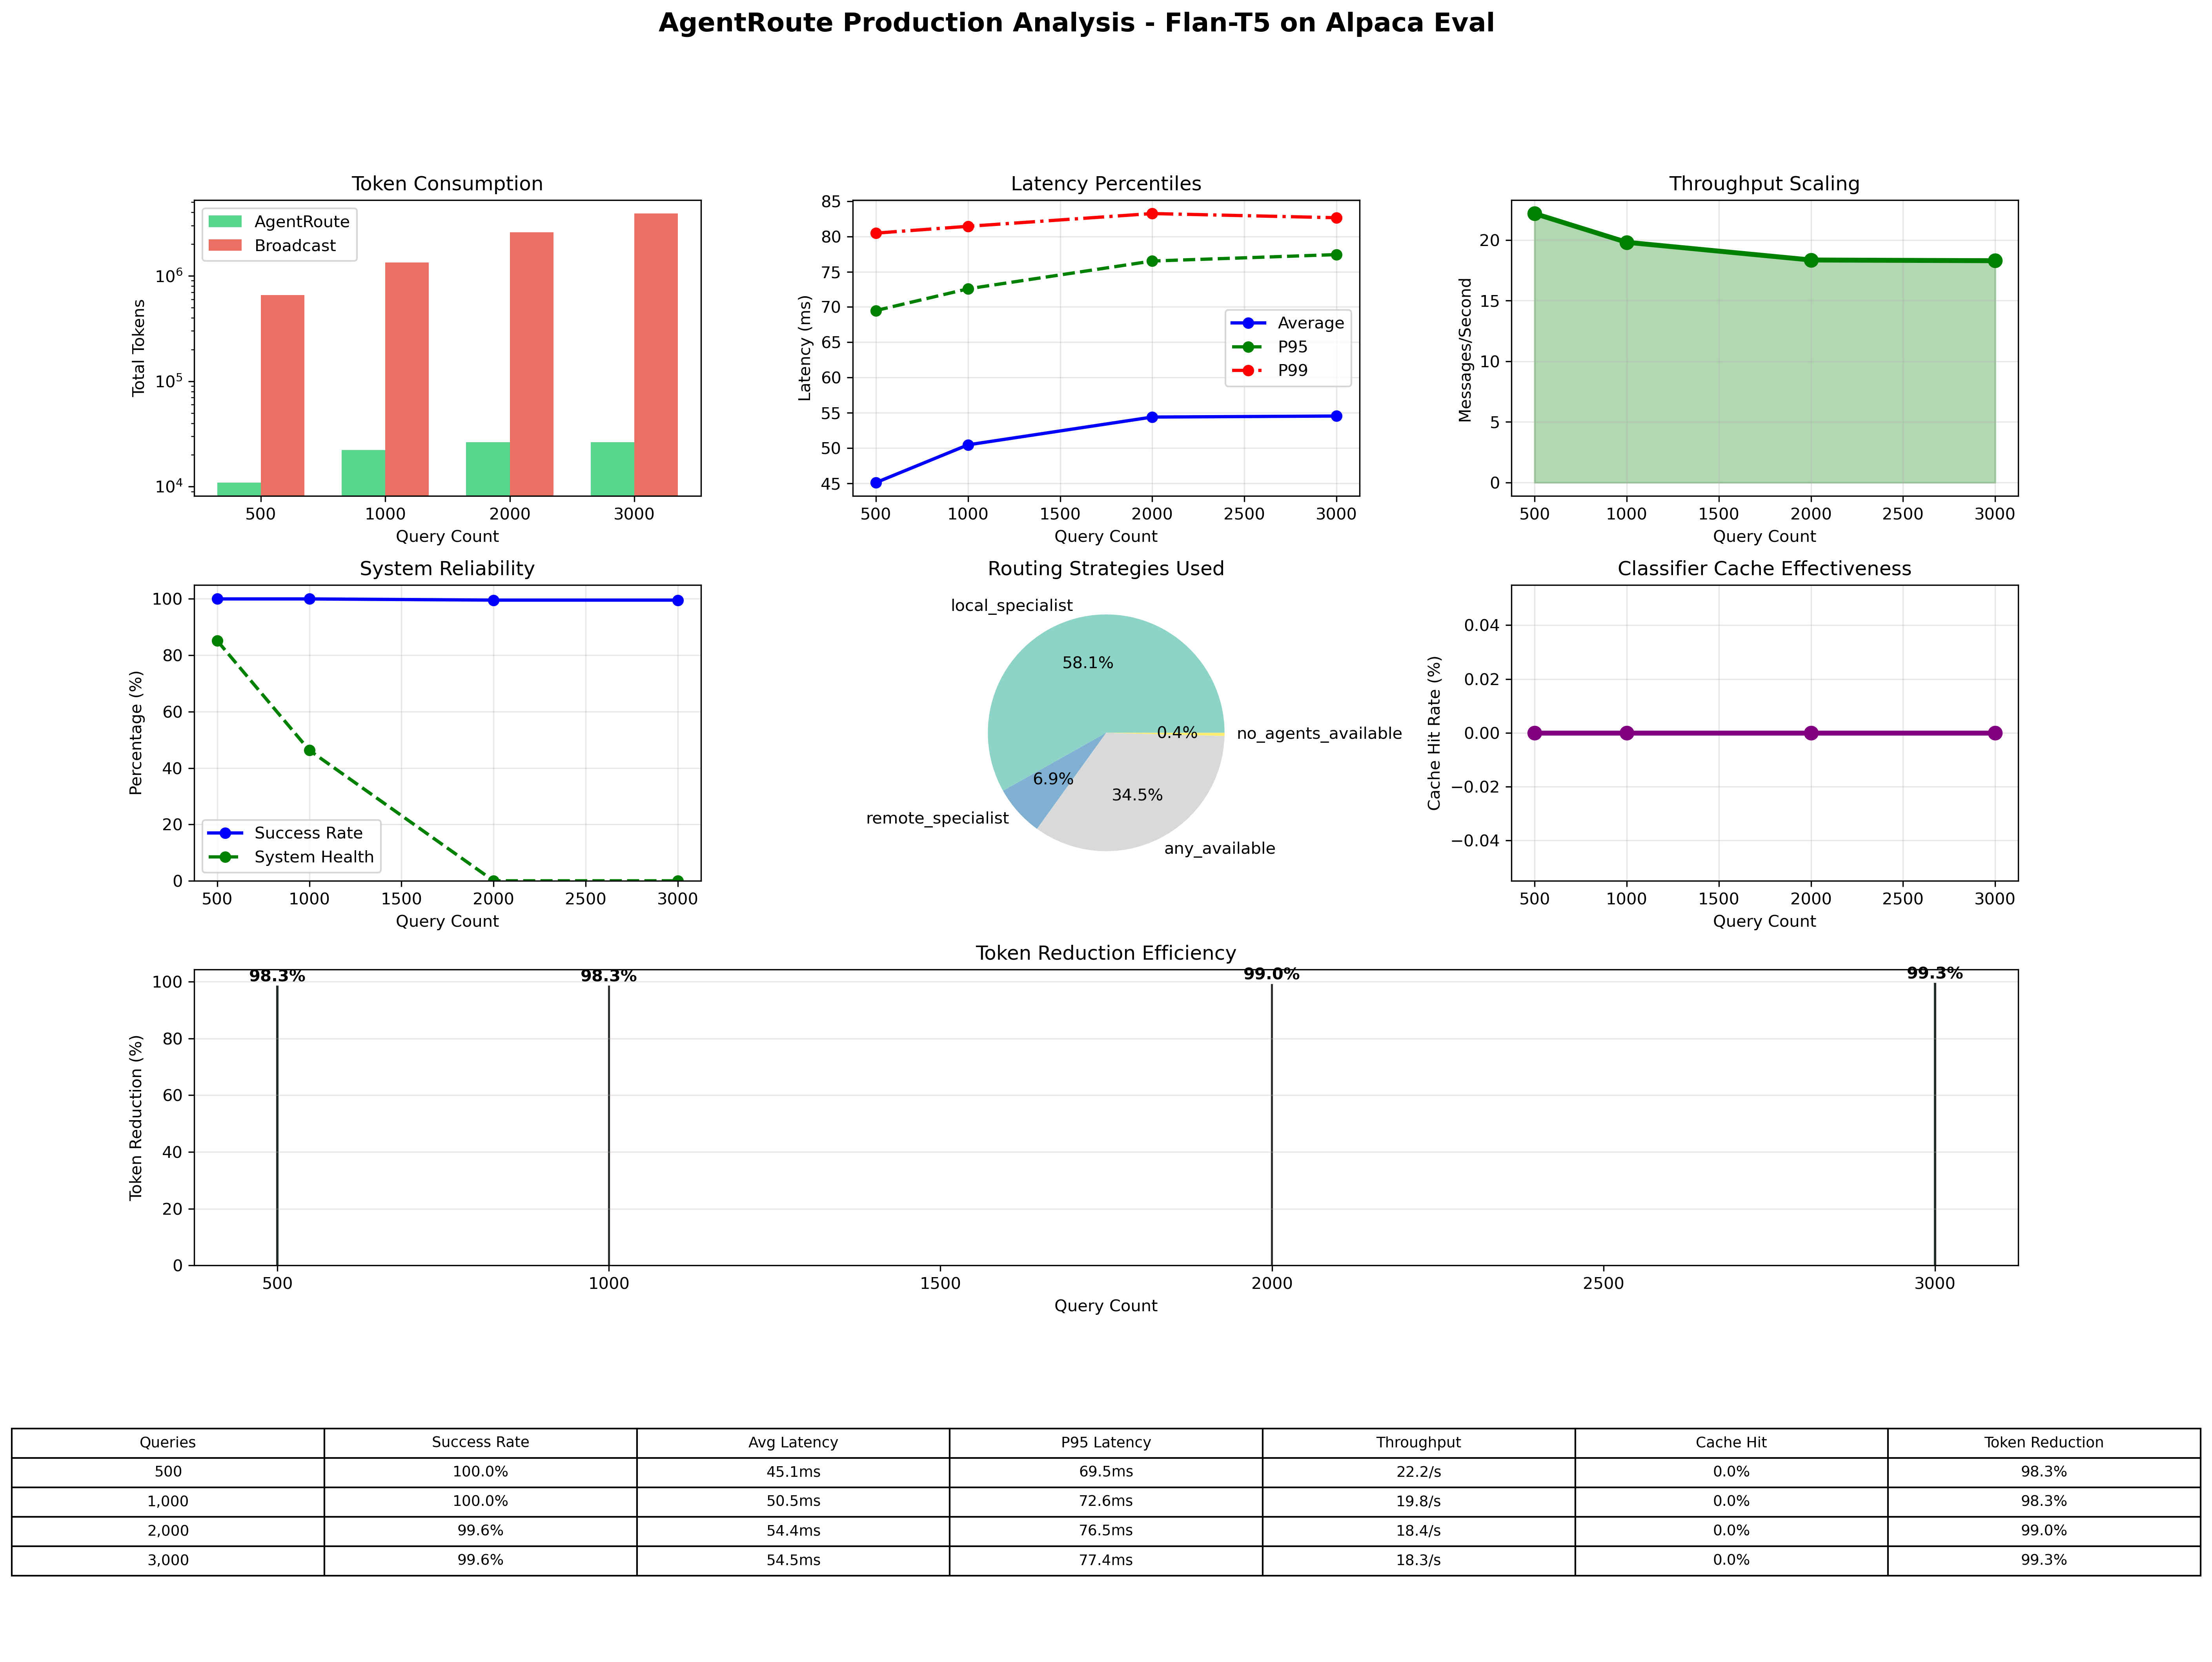 AgentRoute Production Analysis - Flan-T5 on Alpaca Eval
Token Consumption
AgentRoute
Broadcast
Total Tokens
10^6
10^5
10^4
500 1000 2000 3000
Query Count
Latency Percentiles
Latency (ms)
85
80
75
70
65
60
55
50
45
Average
P95
P99
500 1000 1500 2000 2500 3000
Query Count
Throughput Scaling
Messages/Second
20
15
10
5
0
500 1000 1500 2000 2500 3000
Query Count
System Reliability
Percentage (%)
100
80
60
40
20
0
Success Rate
System Health
500 1000 1500 2000 2500 3000
Query Count
Routing Strategies Used
local_specialist
58.1%
0.4%
no_agents_available
6.9%
34.5%
remote_specialist
any_available
Classifier Cache Effectiveness
Cache Hit Rate (%)
0.04
0.02
0.00
−0.02
−0.04
500 1000 1500 2000 2500 3000
Query Count
Token Reduction Efficiency
98.3% 98.3% 99.0% 99.3%
Token Reduction (%)
100
80
60
40
20
0
500 1000 1500 2000 2500 3000
Query Count
Queries Success Rate Avg Latency P95 Latency Throughput Cache Hit Token Reduction
500 100.0% 45.1ms 69.5ms 22.2/s 0.0% 98.3%
1,000 100.0% 50.5ms 72.6ms 19.8/s 0.0% 98.3%
2,000 99.6% 54.4ms 76.5ms 18.4/s 0.0% 99.0%
3,000 99.6% 54.5ms 77.4ms 18.3/s 0.0% 99.3%